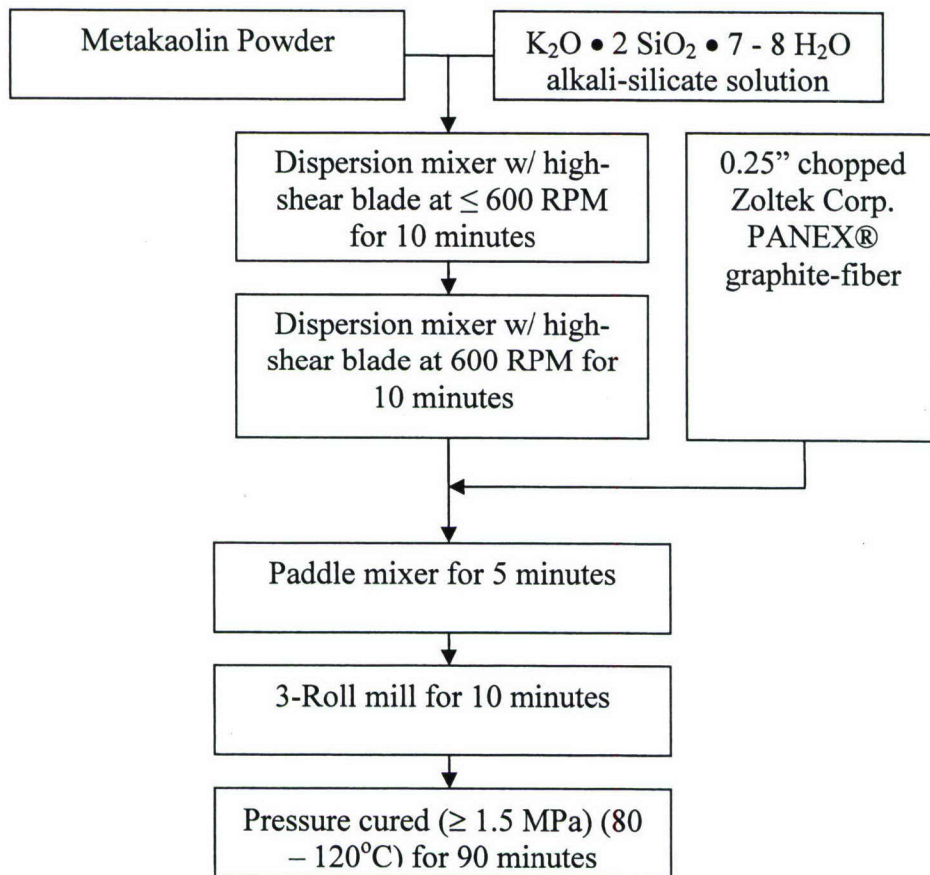 Metakaolin Powder
K₂O • 2 SiO₂ • 7 - 8 H₂O
alkali-silicate solution
Dispersion mixer w/ high-
shear blade at ≤ 600 RPM
for 10 minutes
0.25” chopped
Zoltek Corp.
PANEX®
graphite-fiber
Dispersion mixer w/ high-
shear blade at 600 RPM for
10 minutes
Paddle mixer for 5 minutes
3-Roll mill for 10 minutes
Pressure cured (≥ 1.5 MPa) (80
– 120°C) for 90 minutes